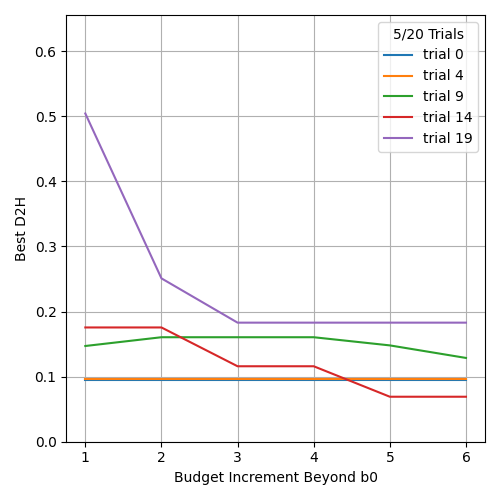 5/20 Trials
trial 0
trial 4
trial 9
trial 14
trial 19
Best D2H
0.6
0.5
0.4
0.3
0.2
0.1
0.0
1 2 3 4 5 6
Budget Increment Beyond b0